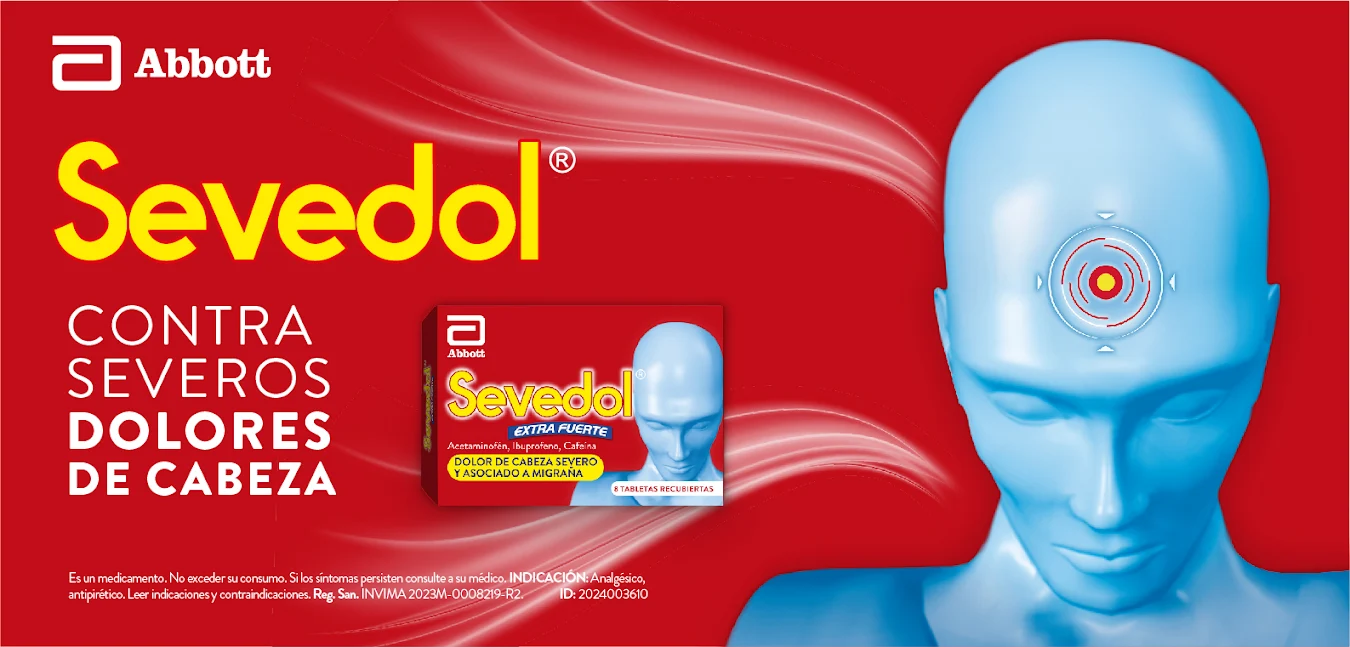 Abbott
Sevedol®
CONTRA
SEVEROS
DOLORES
DE CABEZA
Abbott
Sevedol®
EXTRA FUERTE
Acetaminofén, Ibuprofeno, Cafeína
DOLOR DE CABEZA SEVERO
Y ASOCIADO A MIGRAÑA
8 TABLETAS RECUBIERTAS
Sevedol
Es un medicamento. No exceder su consumo. Si los síntomas persisten consulte a su médico. INDICACIÓN: Analgésico,
antipirético. Leer indicaciones y contraindicaciones. Reg. San. INVIMA 2023M-0008219-R2. ID: 2024003610